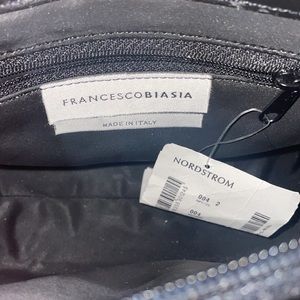 FRANCESCOBIASIA
MADE IN ITALY
NORDSTROM
004 2
004